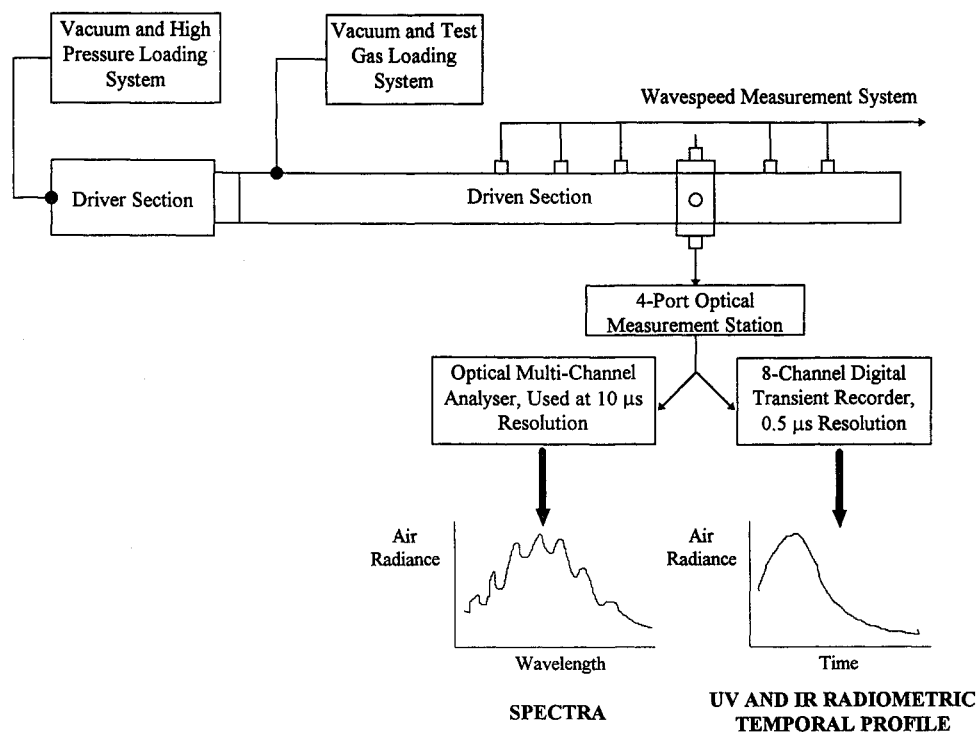 Vacuum and High
Pressure Loading
System
Vacuum and Test
Gas Loading
System
Wavespeed Measurement System
Driver Section
Driven Section
4-Port Optical
Measurement Station
Optical Multi-Channel
Analyser, Used at 10 μs
Resolution
8-Channel Digital
Transient Recorder,
0.5 μs Resolution
Air
Radiance
Wavelength
SPECTRA
Air
Radiance
Time
UV AND IR RADIOMETRIC
TEMPORAL PROFILE